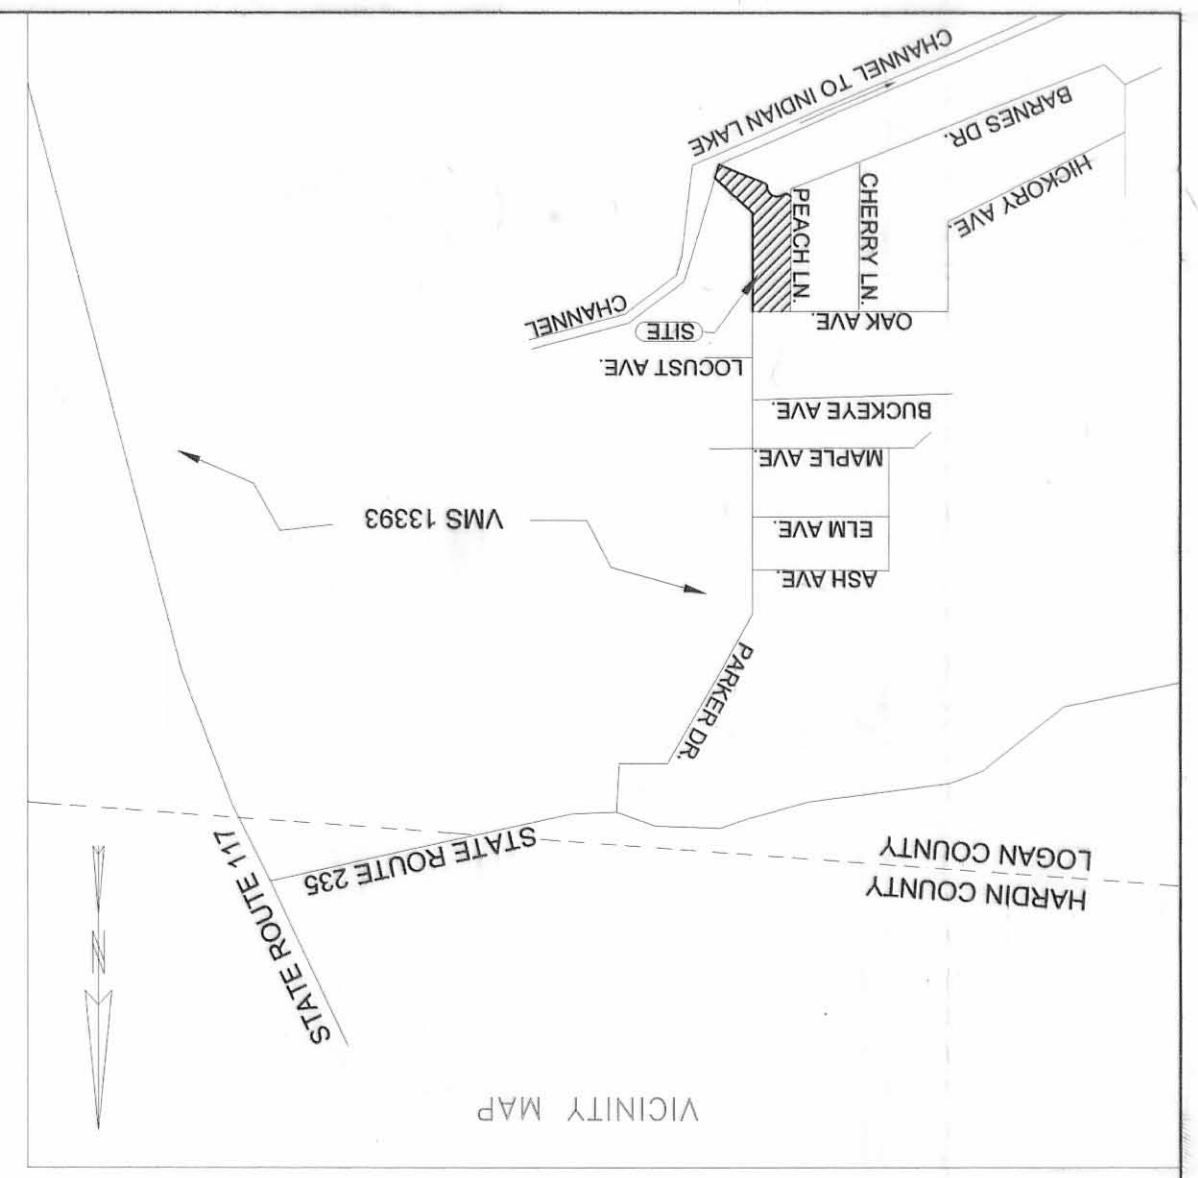 VICINITY MAP
N
STATE ROUTE 117
HARDIN COUNTY
LOGAN COUNTY
STATE ROUTE 235
PARKER DR.
ASH AVE.
ELM AVE.
VMS 13393
MAPLE AVE.
BUCKEYE AVE.
LOCUST AVE.
SITE
OAK AVE.
CHANNEL
HICKORY AVE.
CHERRY LN.
PEACH LN.
BARNES DR.
CHANNEL TO INDIAN LAKE